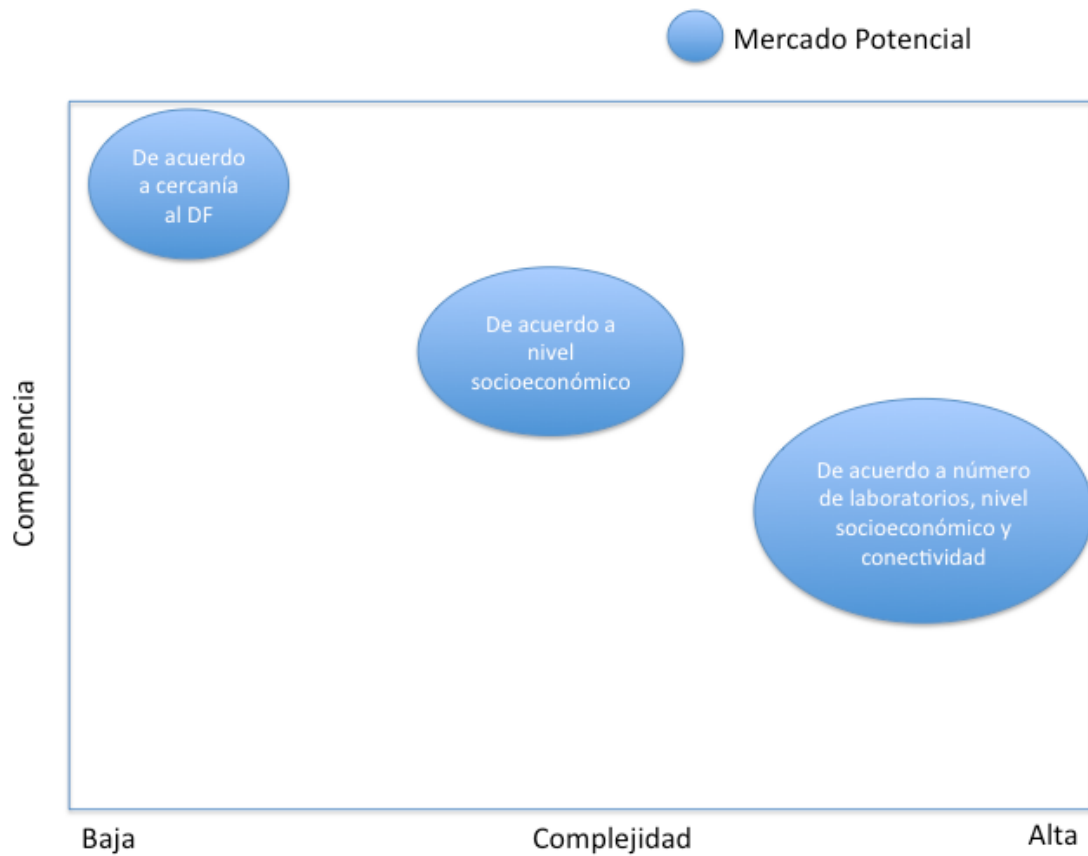 Mercado Potencial
De acuerdo
a cercanía
al DF
De acuerdo a
nivel
socioeconómico
De acuerdo a número
de laboratorios, nivel
socioeconómico y
conectividad
Competencia
Baja
Complejidad
Alta